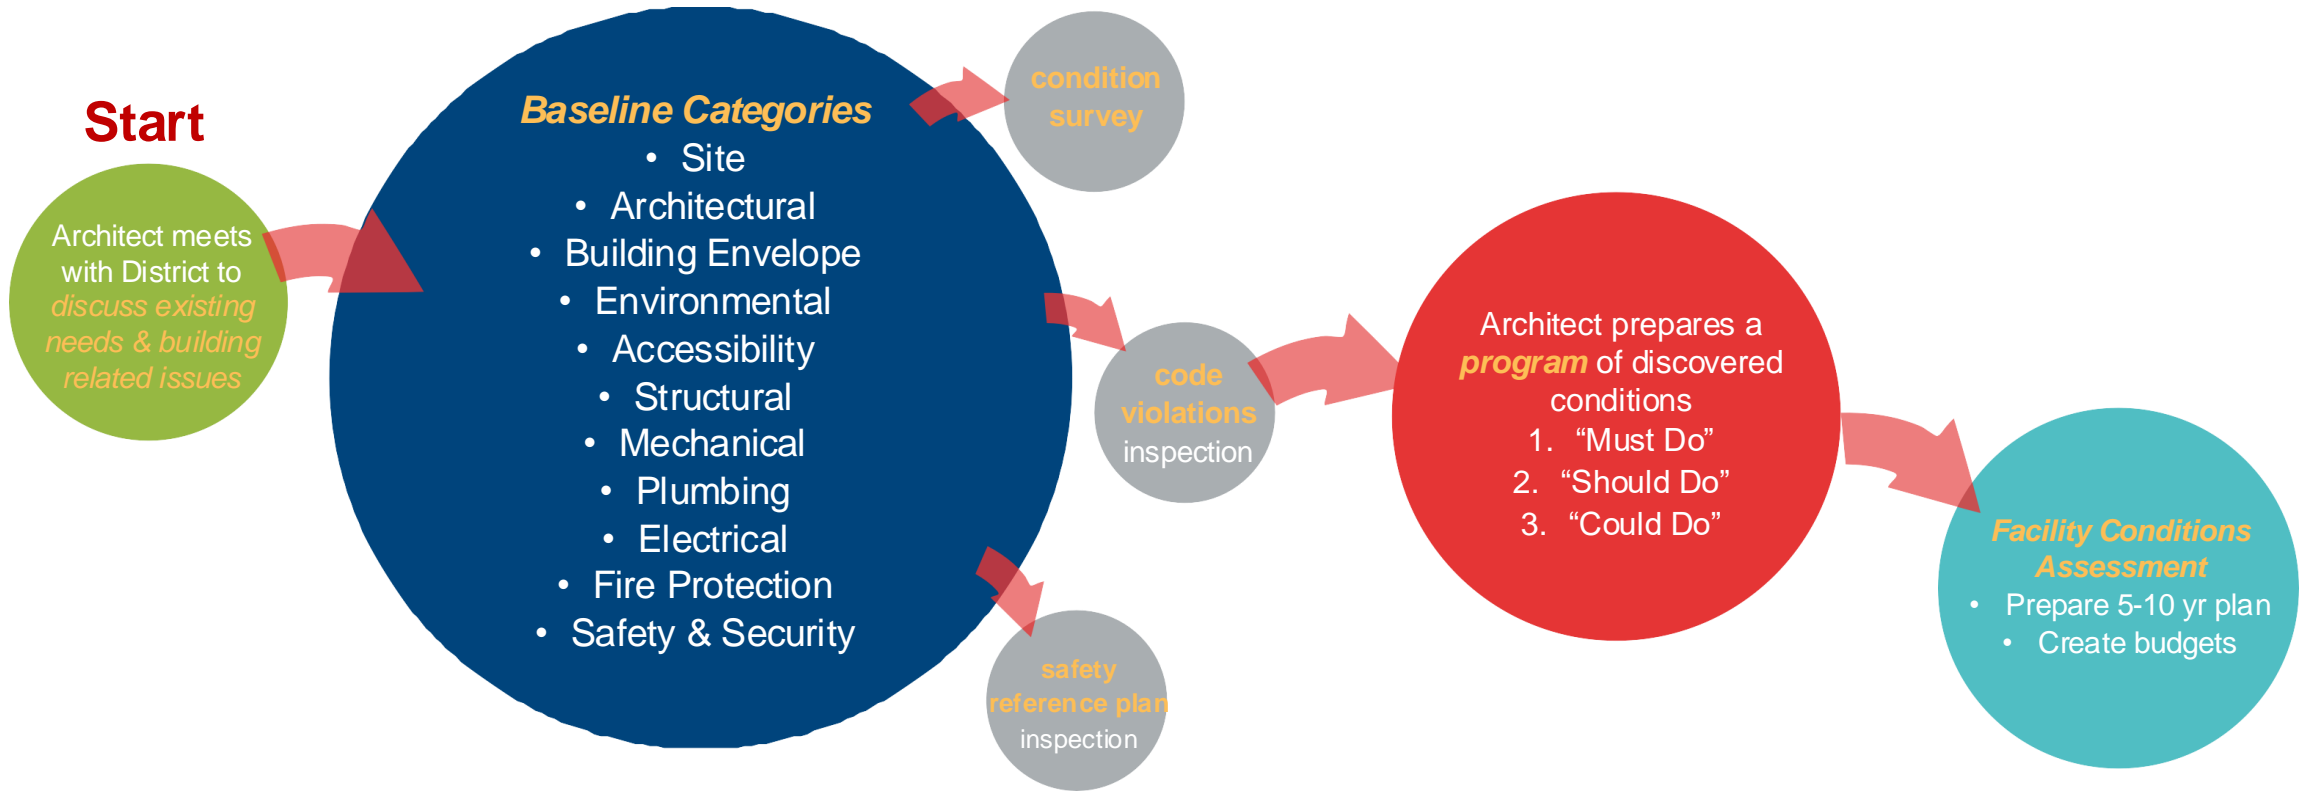 Start
Architect meets
with District to
discuss existing
needs & building
related issues
Baseline Categories
• Site
• Architectural
• Building Envelope
• Environmental
• Accessibility
• Structural
• Mechanical
• Plumbing
• Electrical
• Fire Protection
• Safety & Security
condition
survey
code
violations
inspection
safety
reference plan
inspection
Architect prepares a
program of discovered
conditions
1. “Must Do”
2. “Should Do”
3. “Could Do”
Facility Conditions
Assessment
• Prepare 5-10 yr plan
• Create budgets